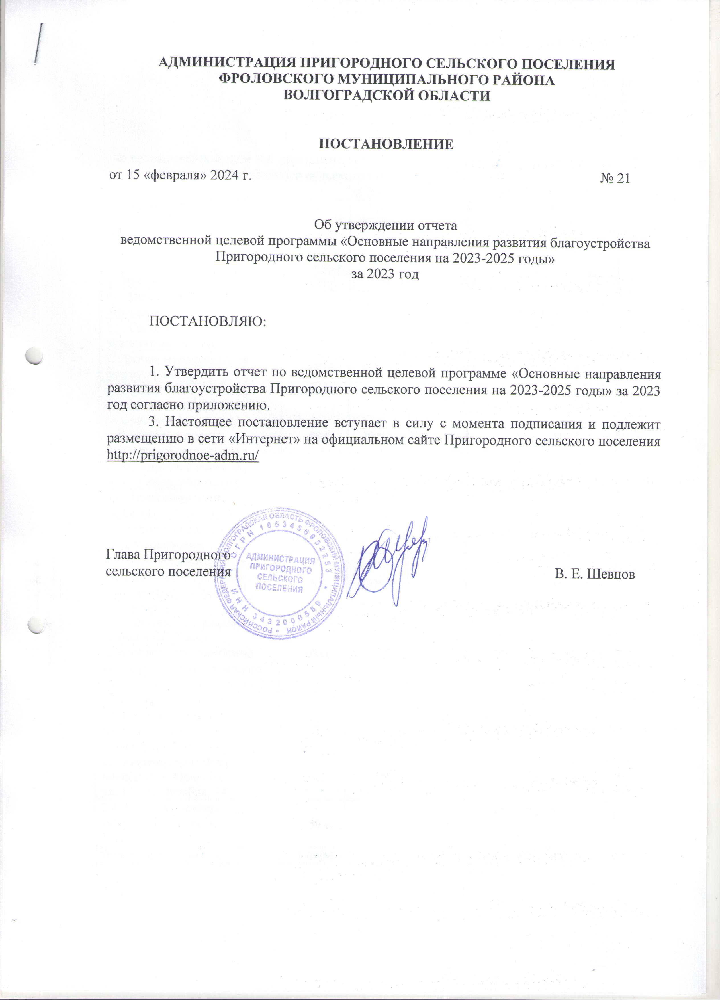 АДМИНИСТРАЦИЯ ПРИГОРОДНОГО СЕЛЬСКОГО ПОСЕЛЕНИЯ
ФРОЛОВСКОГО МУНИЦИПАЛЬНОГО РАЙОНА
ВОЛГОГРАДСКОЙ ОБЛАСТИ
ПОСТАНОВЛЕНИЕ
от 15 «февраля» 2024 г. № 21
Об утверждении отчета
ведомственной целевой программы «Основные направления развития благоустройства
Пригородного сельского поселения на 2023-2025 годы»
за 2023 год
ПОСТАНОВЛЯЮ:
1. Утвердить отчет по ведомственной целевой программе «Основные направления
развития благоустройства Пригородного сельского поселения на 2023-2025 годы» за 2023
год согласно приложению.
3. Настоящее постановление вступает в силу с момента подписания и подлежит
размещению в сети «Интернет» на официальном сайте Пригородного сельского поселения
http://prigorodnoe-adm.ru/
Глава Пригородного
сельского поселения В. Е. Шевцов
РОССИЙСКАЯ ФЕДЕРАЦИЯ ВОЛГОГРАДСКАЯ ОБЛАСТЬ ФРОЛОВСКИЙ МУНИЦИПАЛЬНЫЙ РАЙОН
ОГРН 1053456052253
ИНН 3432000589
АДМИНИСТРАЦИЯ
ПРИГОРОДНОГО
СЕЛЬСКОГО
ПОСЕЛЕНИЯ